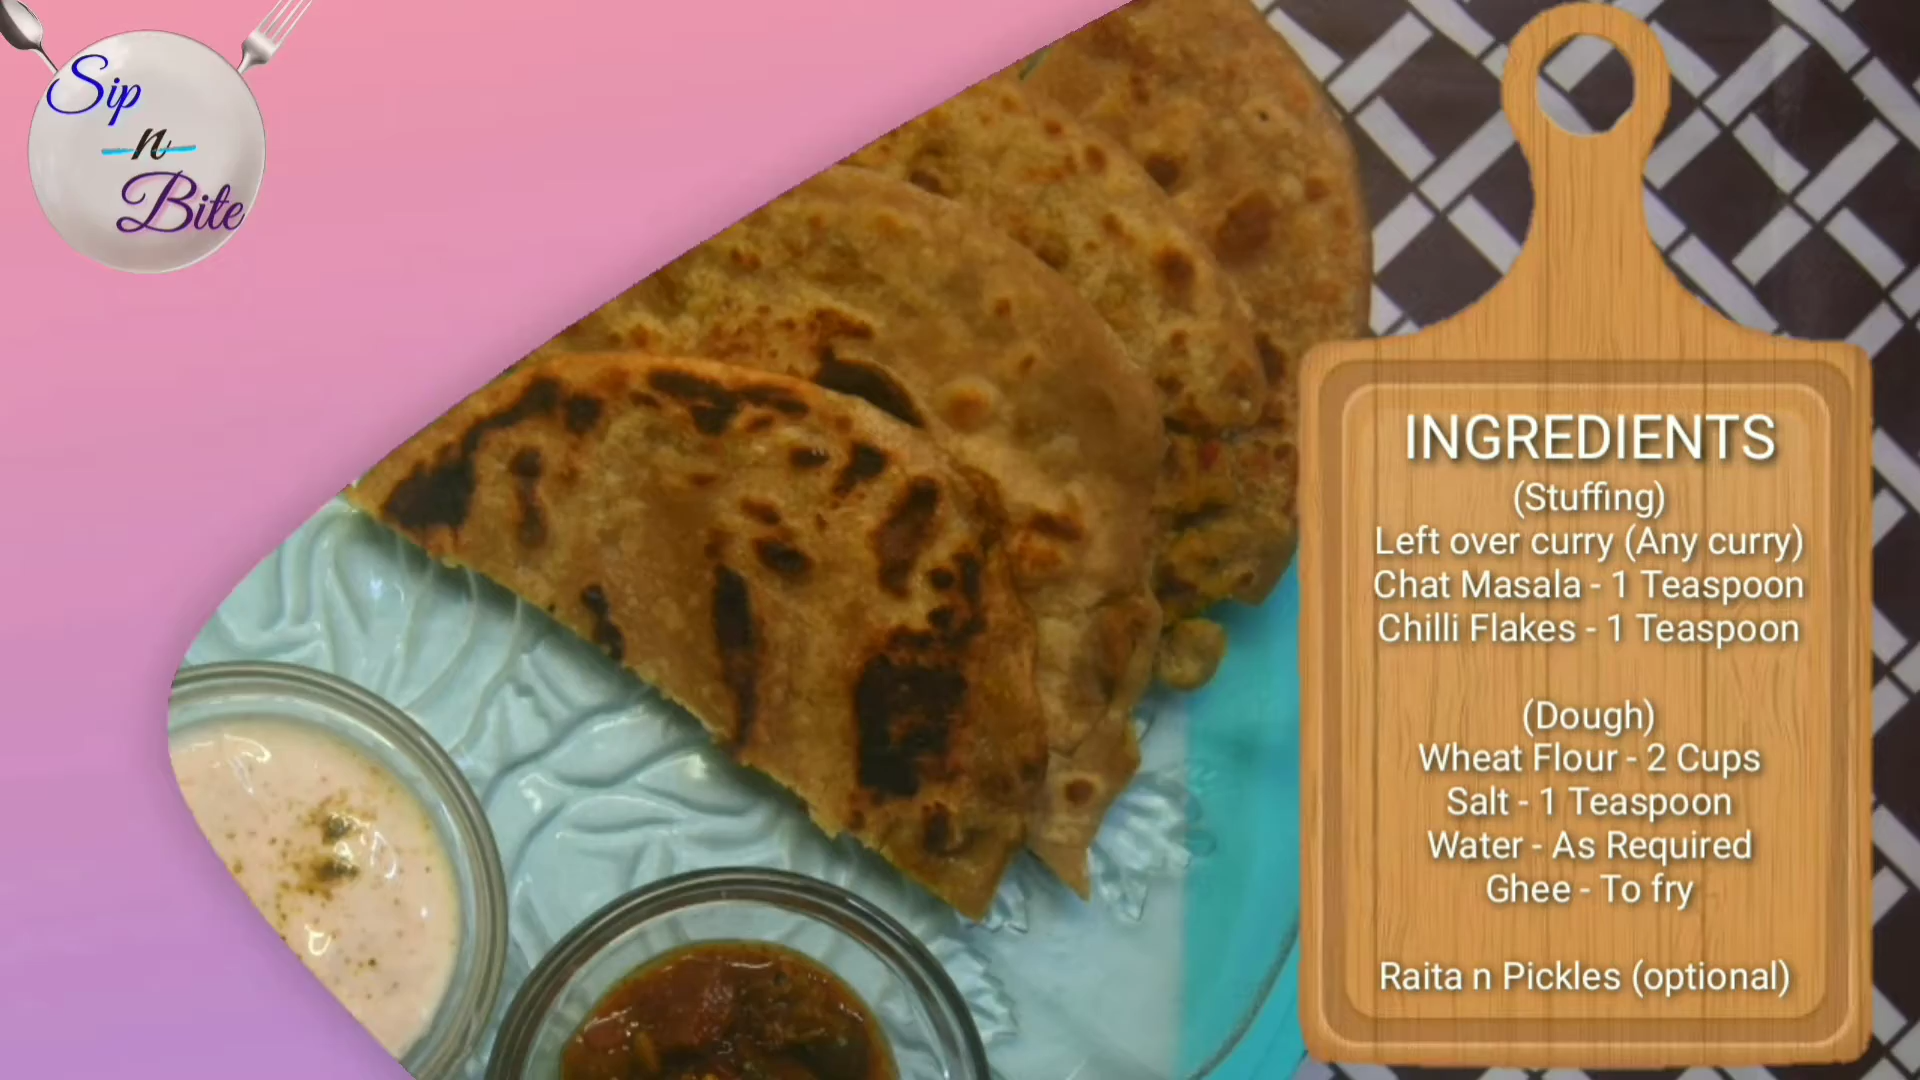 Sip
n
Bite
INGREDIENTS
(Stuffing)
Left over curry (Any curry)
Chat Masala - 1 Teaspoon
Chilli Flakes - 1 Teaspoon
(Dough)
Wheat Flour - 2 Cups
Salt - 1 Teaspoon
Water - As Required
Ghee - To fry
Raita n Pickles (optional)